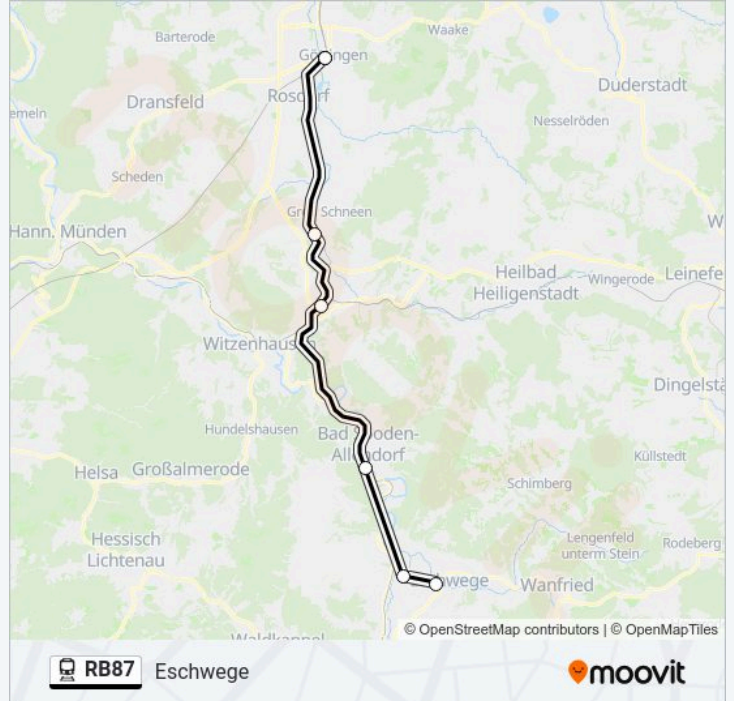 Barterode
Waake
Göttingen
Duderstadt
Dransfeld
Rosdorf
emeln
Nesselröden
Scheden
Groß Schneen
W
Hann. Münden
Heilbad
Heiligenstadt
Wingerode
Leinefe
Witzenhausen
Dingelstä
Hundelshausen
Bad Sooden-
Allendorf
Küllstedt
Helsa
Großalmerode
Schimberg
Hessisch
Lichtenau
Lengenfeld
unterm Stein
Rodeberg
hwege
Wanfried
Waldkappel
© OpenStreetMap contributors | © OpenMapTiles
RB87 Eschwege
moovit